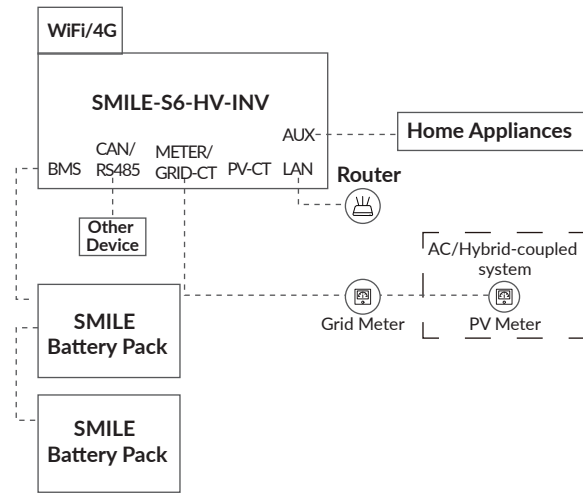 WiFi/4G
SMILE-S6-HV-INV
AUX
Home Appliances
BMS
CAN/
RS485
METER/
GRID-CT
PV-CT
LAN
Router
Other
Device
AC/Hybrid-coupled
system
Grid Meter
PV Meter
SMILE
Battery Pack
SMILE
Battery Pack